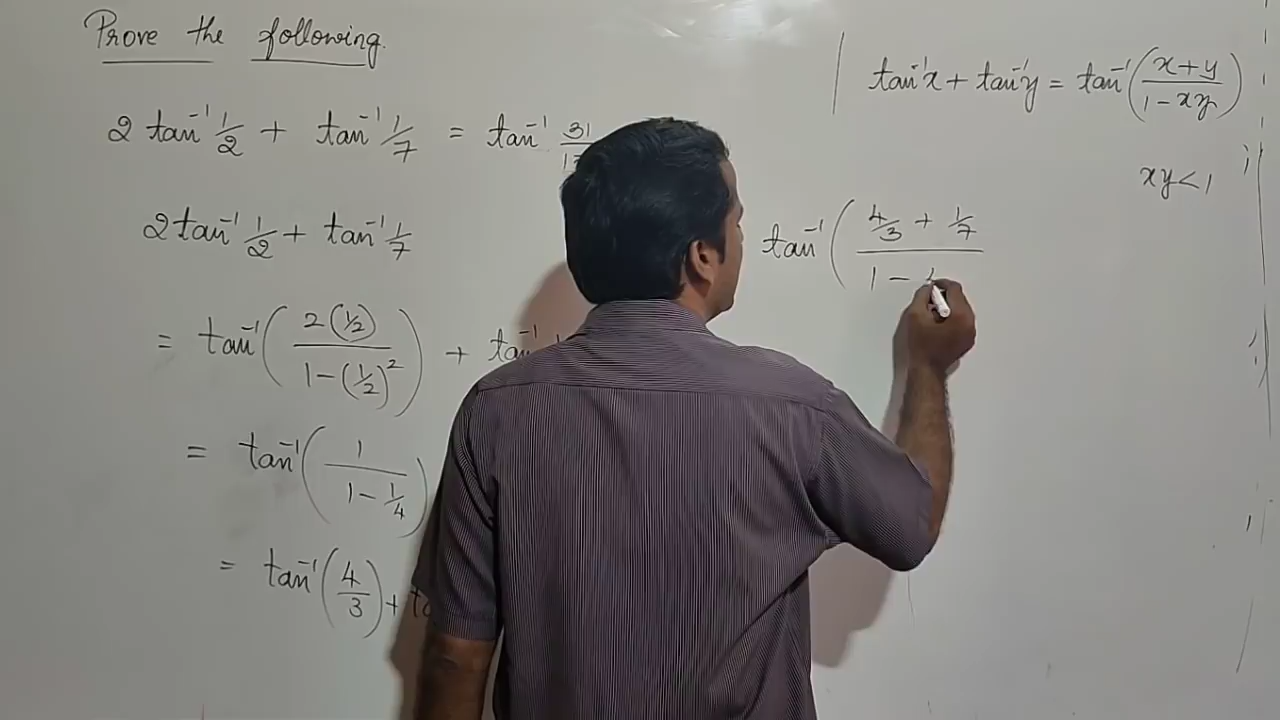 Prove the following.
2 tan⁻¹ 1/2 + tan⁻¹ 1/7 = tan⁻¹ 31
2tan⁻¹ 1/2 + tan⁻¹ 1/7
= tan⁻¹(2(1/2) / 1-(1/2)²) + tan⁻¹
= tan⁻¹(1 / 1-1/4)
= tan⁻¹(4/3) +
tan⁻¹x + tan⁻¹y = tan⁻¹(x+y / 1-xy)
xy<1
tan⁻¹(4/3 + 1/7 / 1-